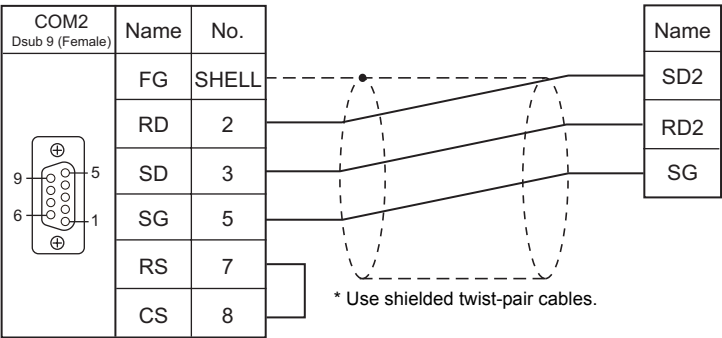 COM2
Dsub 9 (Female)
Name No.
FG SHELL
RD 2
SD 3
SG 5
RS 7
CS 8
9
5
6
1
Name
SD2
RD2
SG
* Use shielded twist-pair cables.